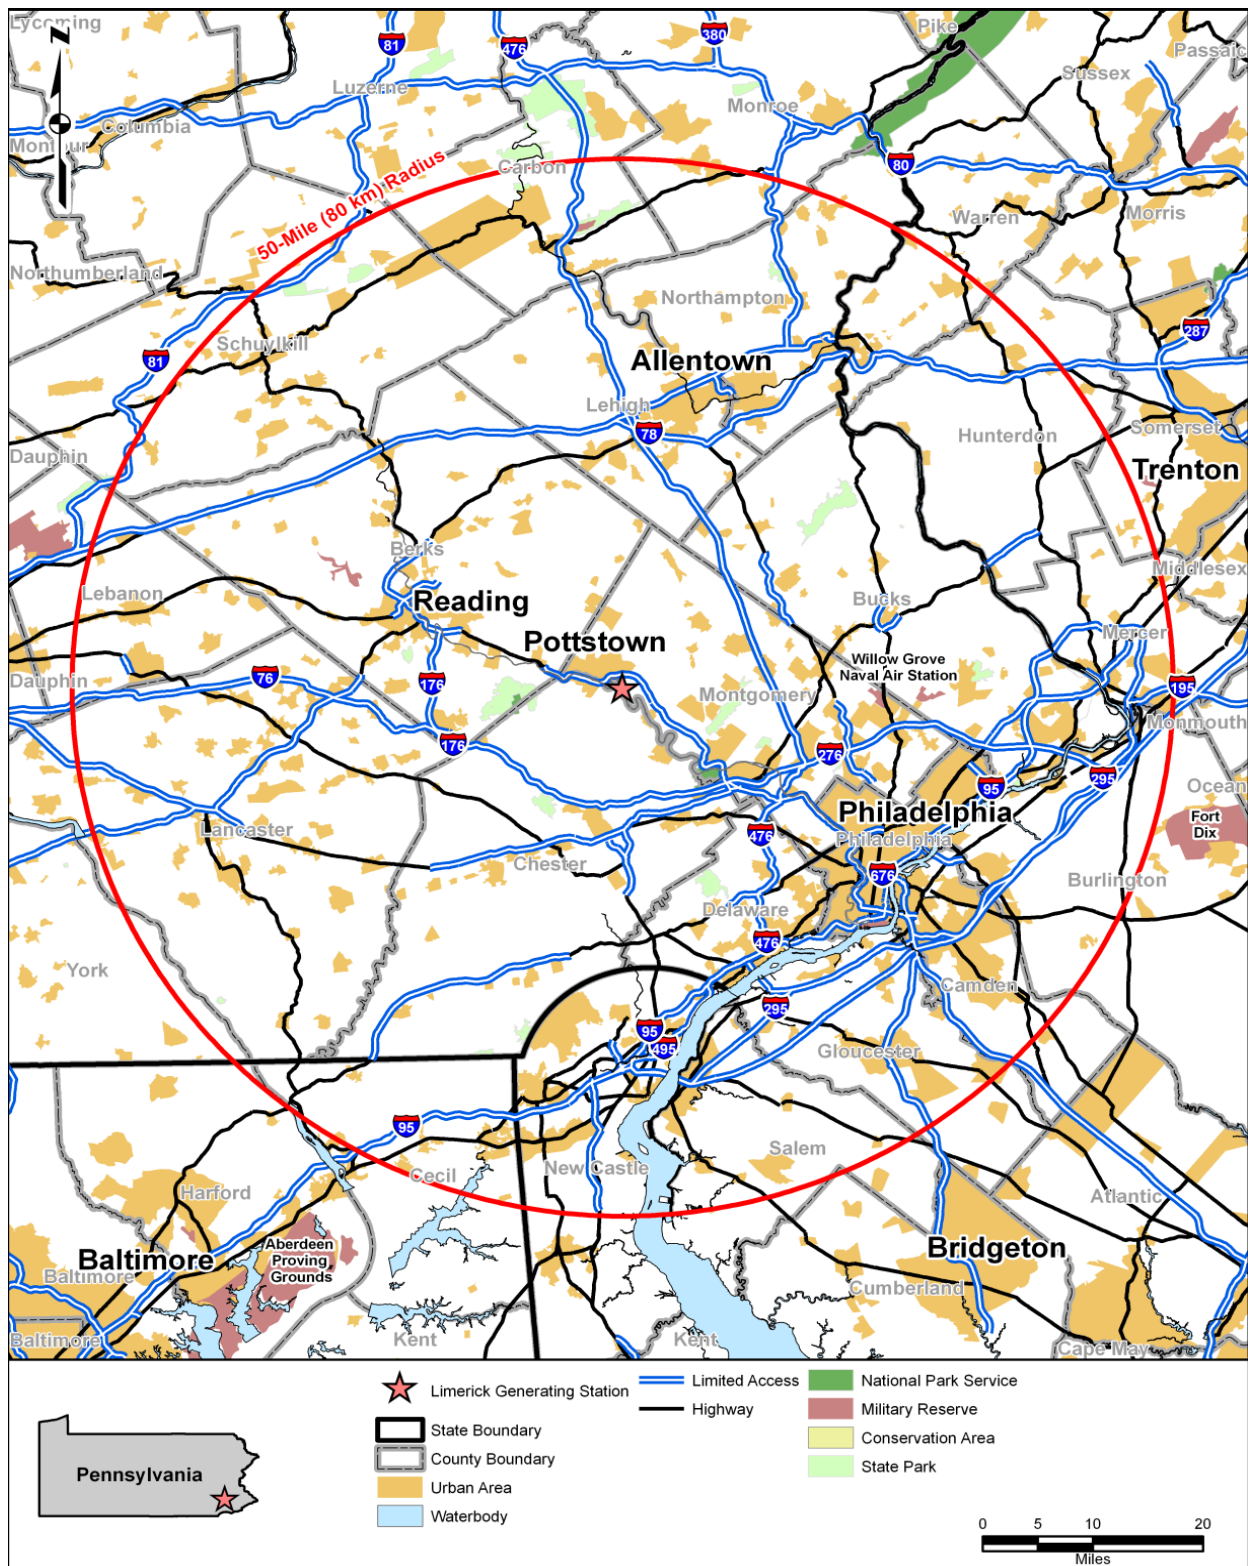 Lycoming
N
81
476
380
Pike
Passaic
Sussex
Luzerne
Monroe
Columbia
Montour
Carbon
80
50-Mile (80 km) Radius
Warren
Morris
Northumberland
Northampton
287
Schuylkill
81
Allentown
Lehigh
78
Hunterdon
Somerset
Dauphin
Trenton
Berks
Middlesex
Lebanon
Reading
Bucks
Pottstown
Mercer
Willow Grove
Naval Air Station
Dauphin
76
176
Montgomery
195
Monmouth
176
276
95
295
Ocean
Philadelphia
Fort
Dix
Lancaster
476
Philadelphia
Chester
676
Burlington
Delaware
476
York
Camden
295
95
495
Gloucester
95
Salem
Cecil
New Castle
Harford
Atlantic
Aberdeen
Proving
Grounds
Baltimore
Bridgeton
Baltimore
Cumberland
Baltimore
Kent
Kent
Cape May
Limerick Generating Station
State Boundary
County Boundary
Urban Area
Waterbody
Limited Access
Highway
National Park Service
Military Reserve
Conservation Area
State Park
Pennsylvania
0 5 10 20
Miles